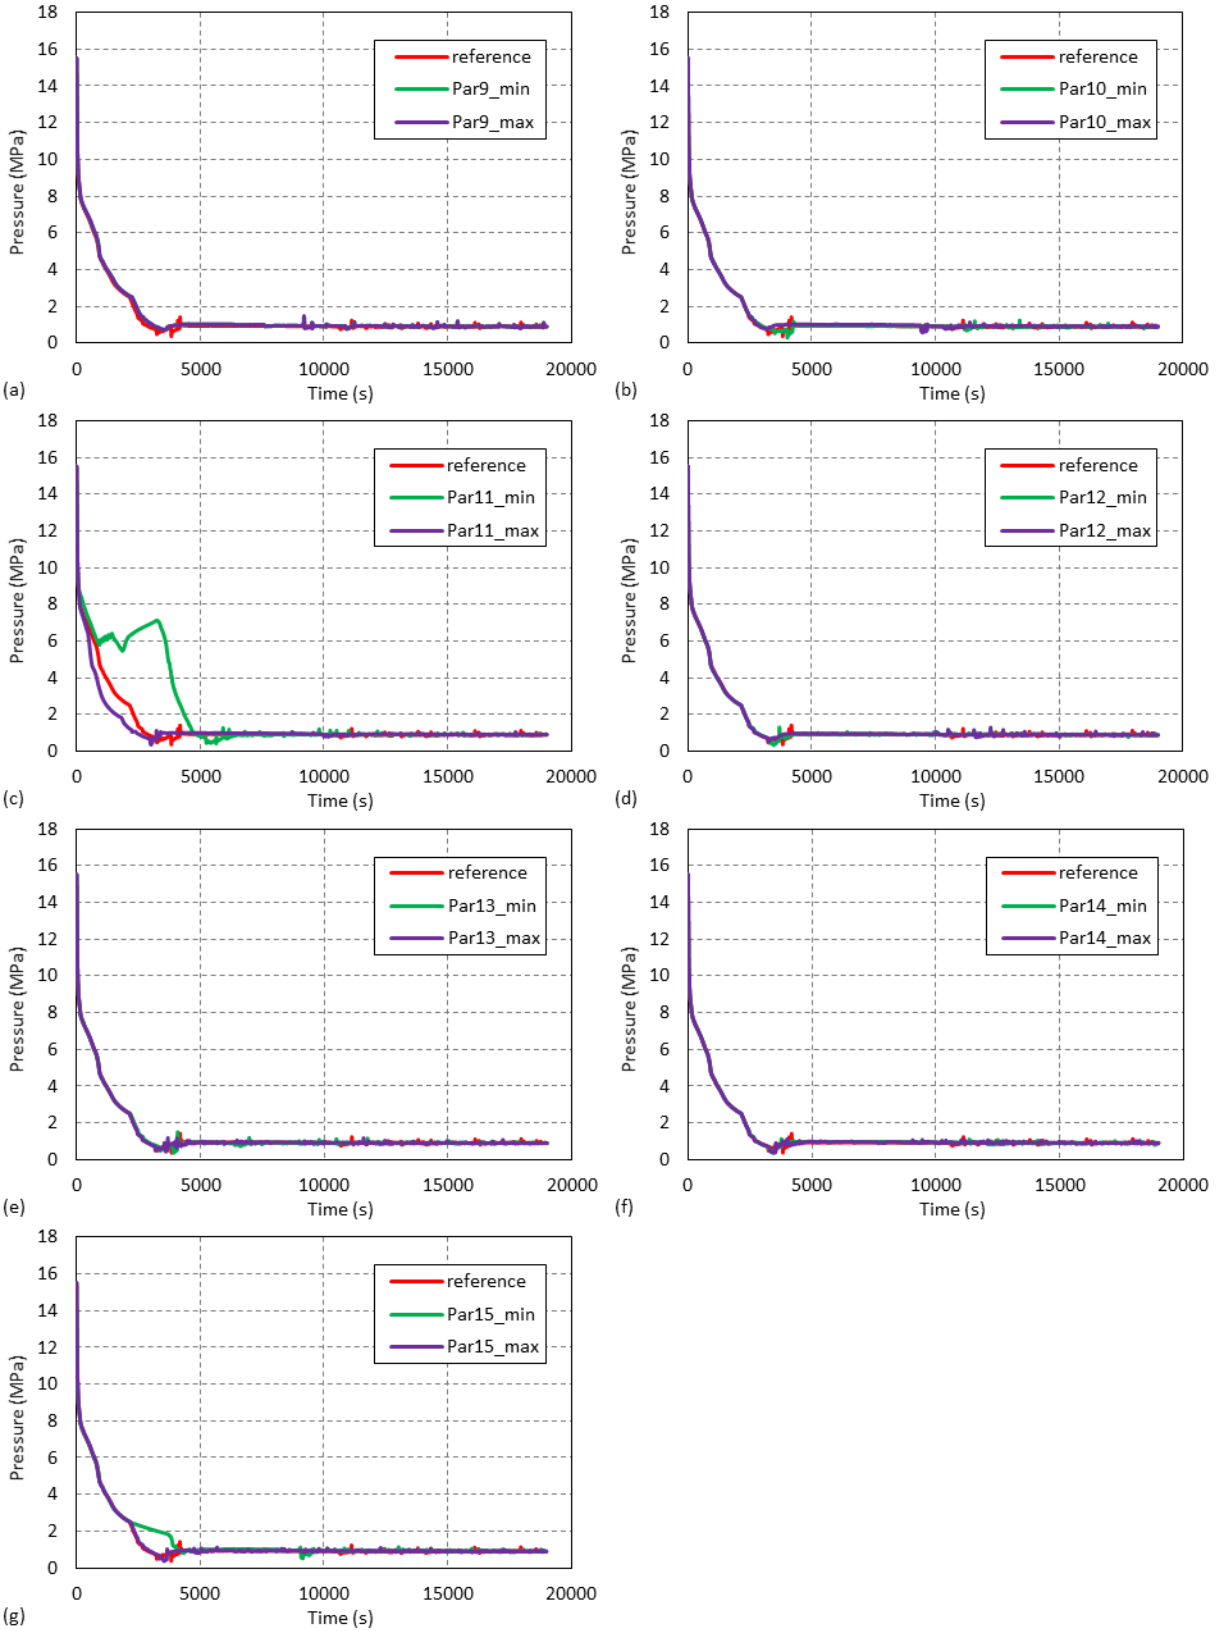 18
16
14
12
10
8
6
4
2
0
Pressure (MPa)
reference
Par9_min
Par9_max
0 5000 10000 15000 20000
Time (s)
(a)
18
16
14
12
10
8
6
4
2
0
Pressure (MPa)
reference
Par10_min
Par10_max
0 5000 10000 15000 20000
Time (s)
(b)
18
16
14
12
10
8
6
4
2
0
Pressure (MPa)
reference
Par11_min
Par11_max
0 5000 10000 15000 20000
Time (s)
(c)
18
16
14
12
10
8
6
4
2
0
Pressure (MPa)
reference
Par12_min
Par12_max
0 5000 10000 15000 20000
Time (s)
(d)
18
16
14
12
10
8
6
4
2
0
Pressure (MPa)
reference
Par13_min
Par13_max
0 5000 10000 15000 20000
Time (s)
(e)
18
16
14
12
10
8
6
4
2
0
Pressure (MPa)
reference
Par14_min
Par14_max
0 5000 10000 15000 20000
Time (s)
(f)
18
16
14
12
10
8
6
4
2
0
Pressure (MPa)
reference
Par15_min
Par15_max
0 5000 10000 15000 20000
Time (s)
(g)